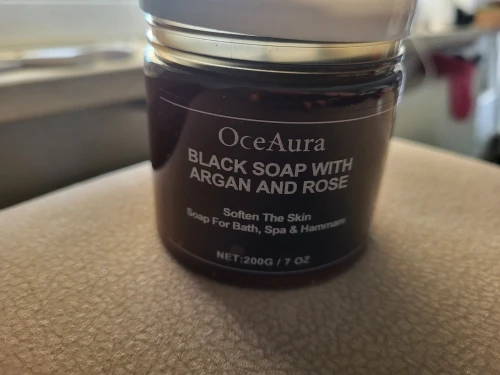 OceAura
BLACK SOAP WITH
ARGAN AND ROSE
Soften The Skin
Soap For Bath, Spa & Hammam
NET:200G / 7 OZ